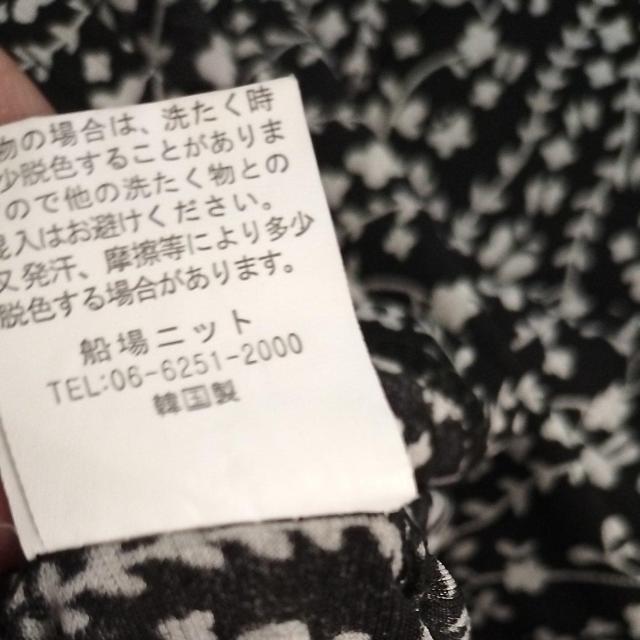 物の場合は、洗たく時
少脱色することがありま
ので他の洗たく物との
混入はお避けください。
又発汗、摩擦等により多少
脱色する場合があります。
船場ニット
TEL:06-6251-2000
韓国製